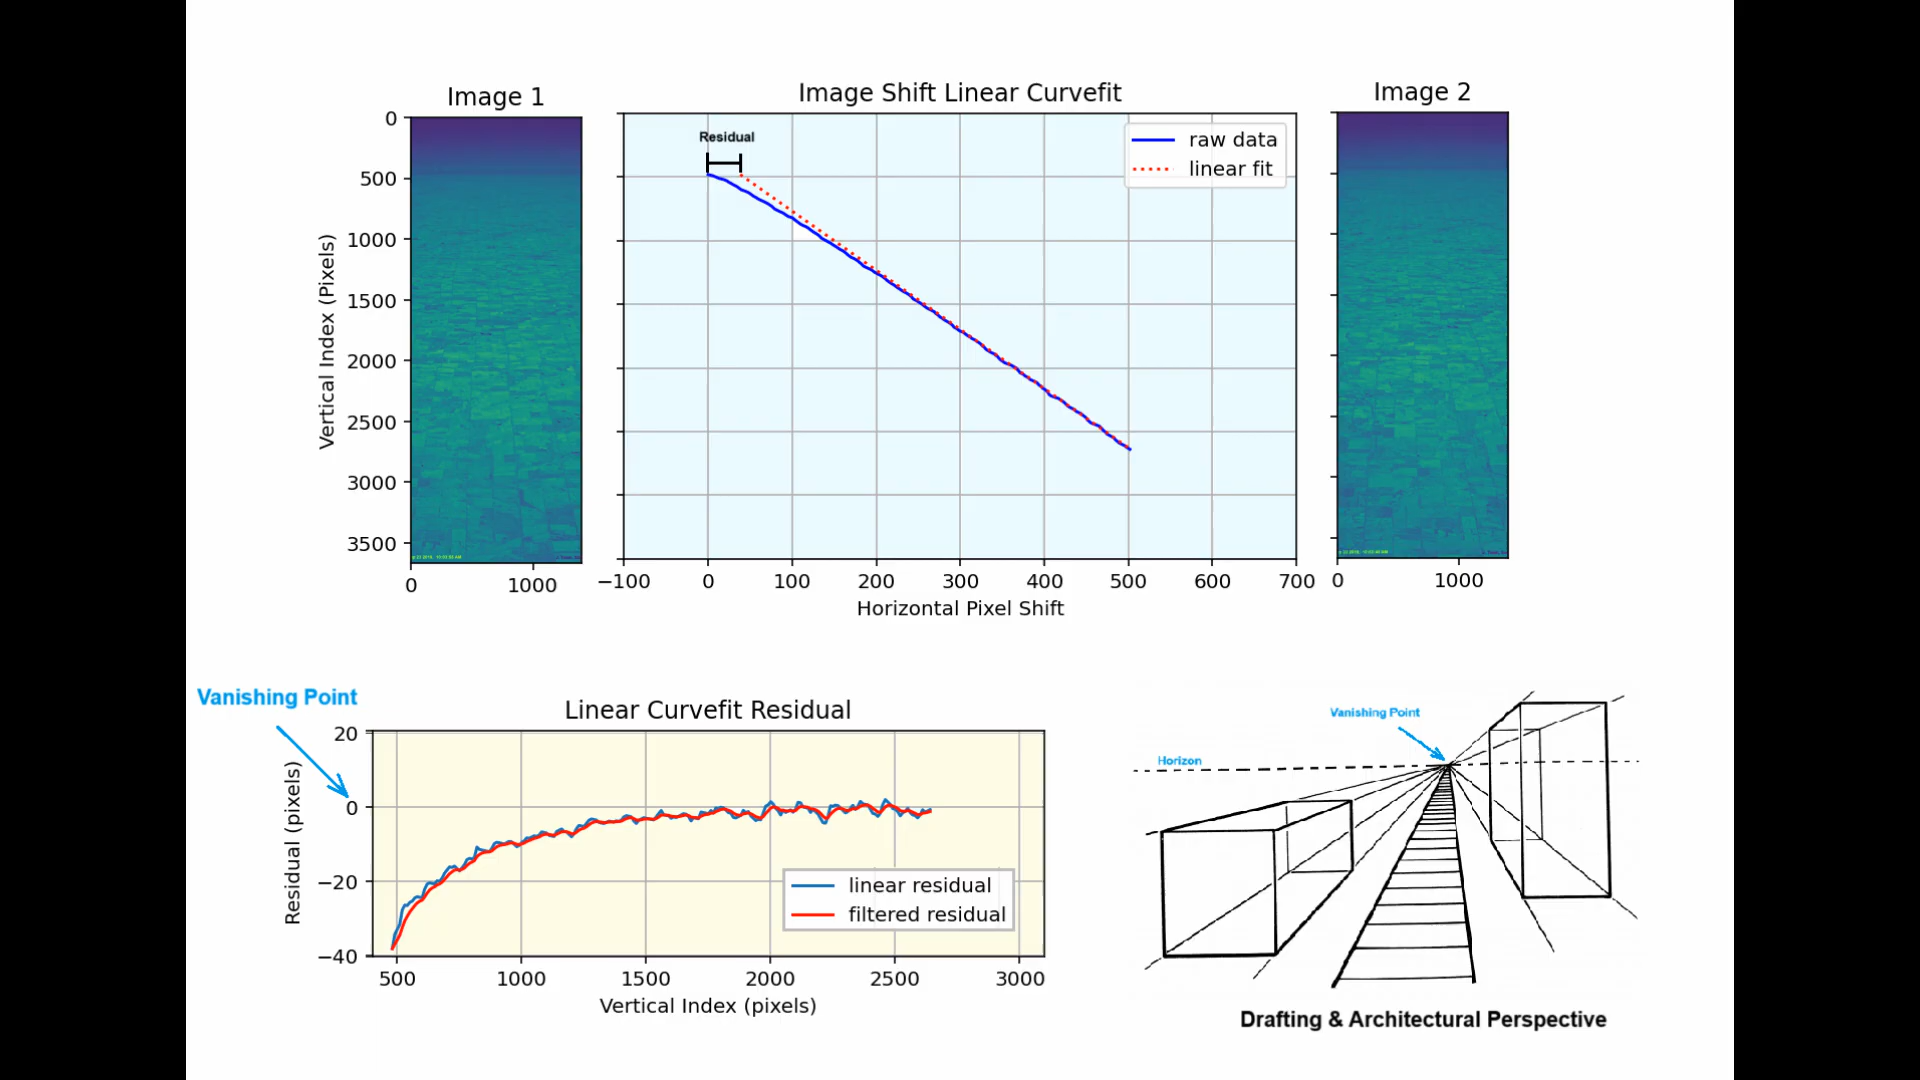 Image 1
Image Shift Linear Curvefit
Image 2
Residual
raw data
linear fit
0
500
1000
1500
2000
2500
3000
3500
Vertical Index (Pixels)
0 1000
−100 0 100 200 300 400 500 600 700
0 1000
Horizontal Pixel Shift
Vanishing Point
Linear Curvefit Residual
20
0
−20
−40
Residual (pixels)
linear residual
filtered residual
500 1000 1500 2000 2500 3000
Vertical Index (pixels)
Vanishing Point
Horizon
Drafting & Architectural Perspective